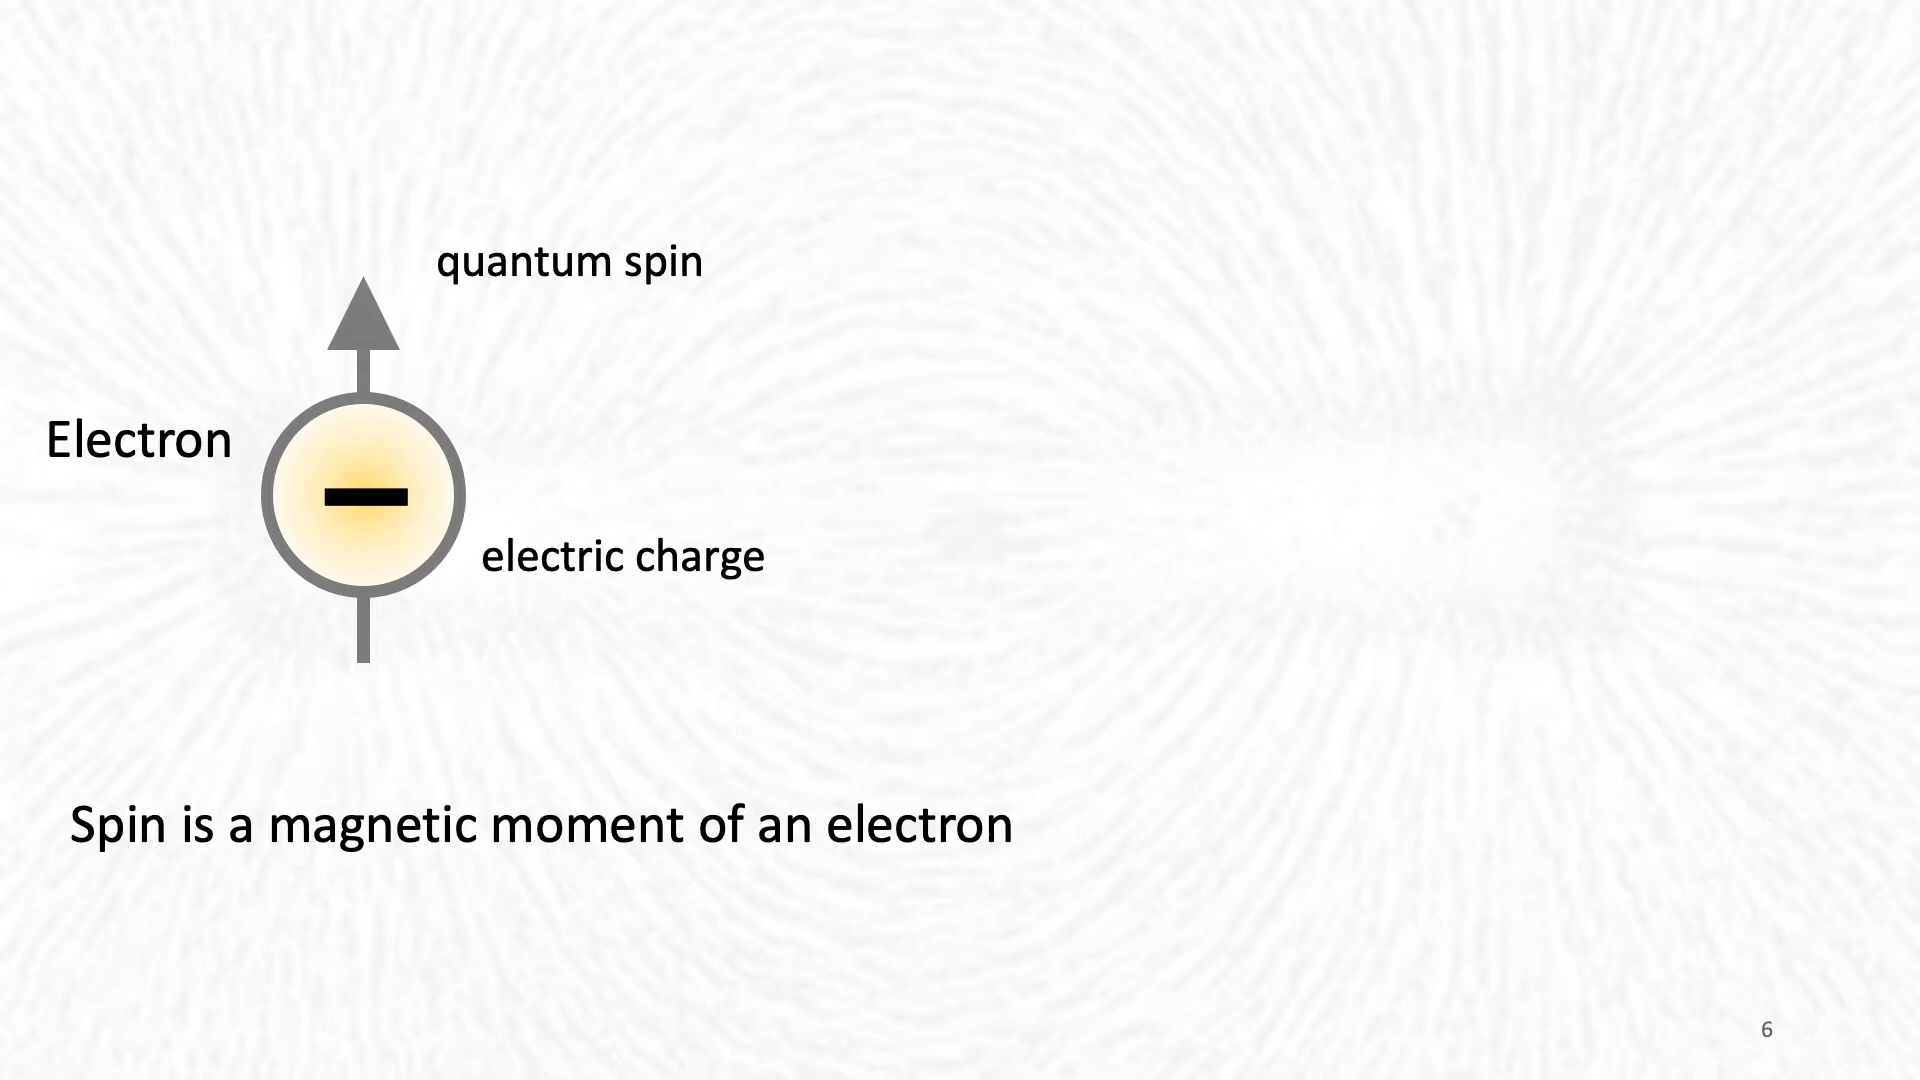 quantum spin
Electron
electric charge
Spin is a magnetic moment of an electron
6